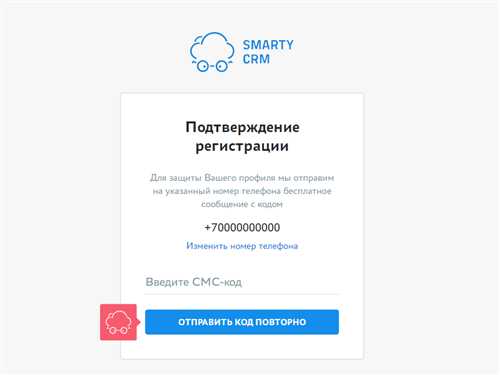 SMARTY
CRM
Подтверждение
регистрации
Для защиты Вашего профиля мы отправим
на указанный номер телефона бесплатное
сообщение с кодом
+70000000000
Изменить номер телефона
Введите СМС-код
ОТПРАВИТЬ КОД ПОВТОРНО